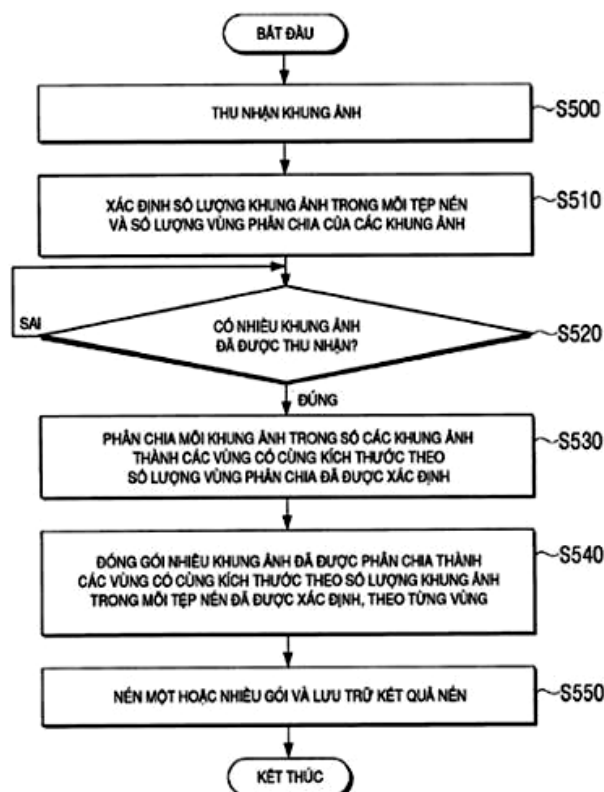 BẮT ĐẦU
THU NHẬN KHUNG ẢNH
S500
XÁC ĐỊNH SỐ LƯỢNG KHUNG ẢNH TRONG MỖI TỆP NÉN
VÀ SỐ LƯỢNG VÙNG PHÂN CHIA CỦA CÁC KHUNG ẢNH
S510
SAI
CÓ NHIỀU KHUNG ẢNH
ĐÃ ĐƯỢC THU NHẬN?
S520
ĐÚNG
PHÂN CHIA MỖI KHUNG ẢNH TRONG SỐ CÁC KHUNG ẢNH
THÀNH CÁC VÙNG CÓ CÙNG KÍCH THƯỚC THEO
SỐ LƯỢNG VÙNG PHÂN CHIA ĐÃ ĐƯỢC XÁC ĐỊNH
S530
ĐÓNG GÓI NHIỀU KHUNG ẢNH ĐÃ ĐƯỢC PHÂN CHIA THÀNH
CÁC VÙNG CÓ CÙNG KÍCH THƯỚC THEO SỐ LƯỢNG KHUNG ẢNH
TRONG MỖI TỆP NÉN ĐÃ ĐƯỢC XÁC ĐỊNH, THEO TỪNG VÙNG
S540
NÉN MỘT HOẶC NHIỀU GÓI VÀ LƯU TRỮ KẾT QUẢ NÉN
S550
KẾT THÚC